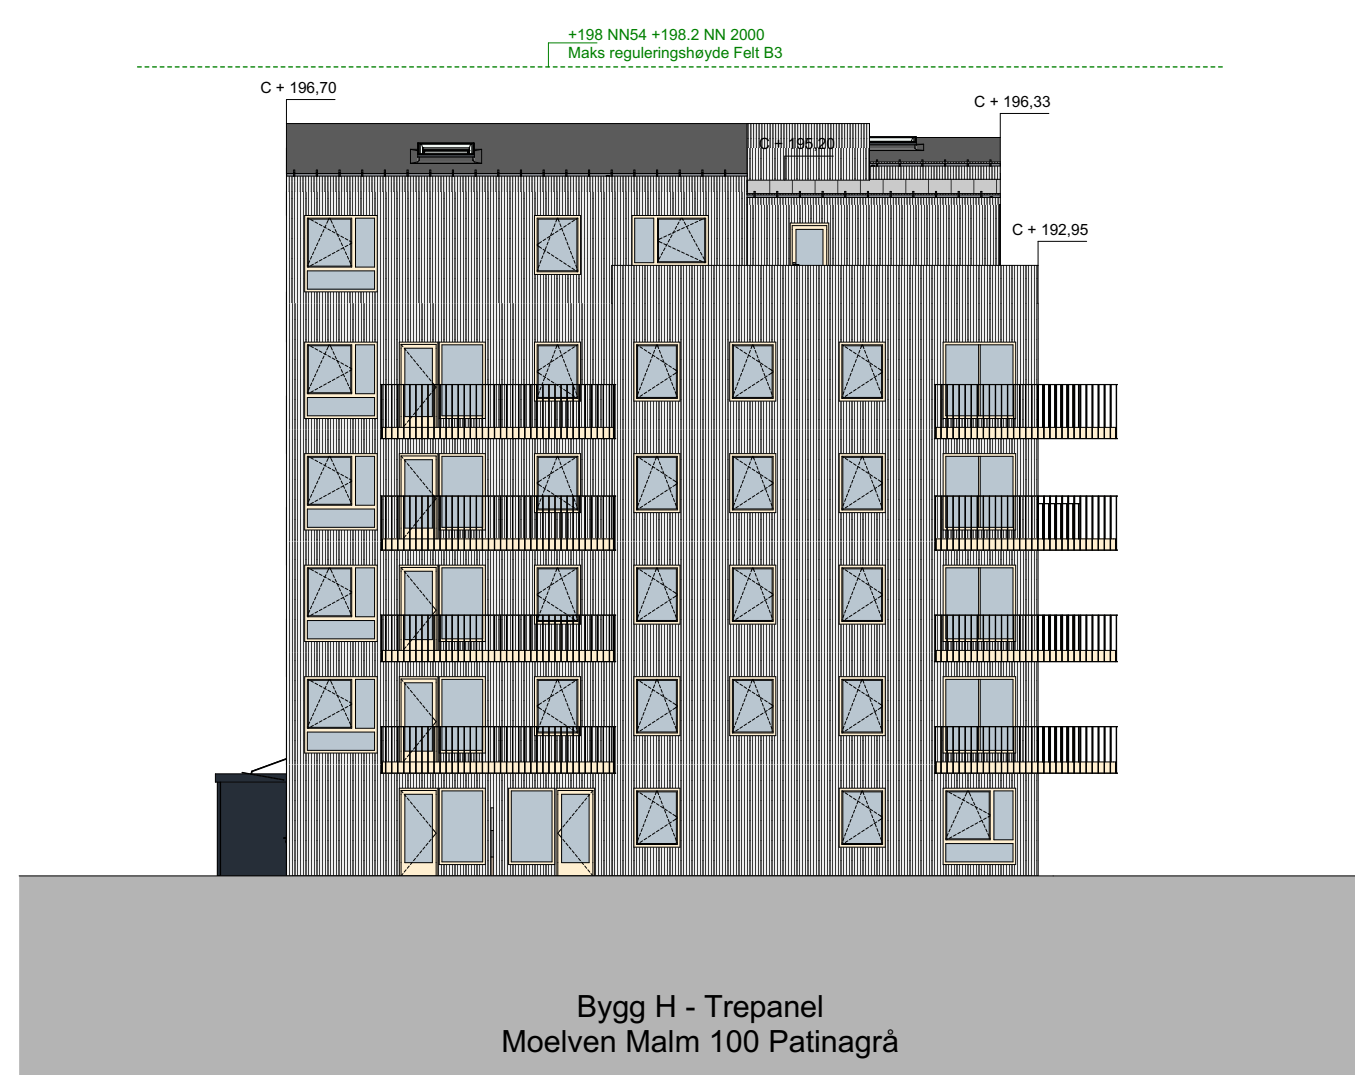 +198 NN54 +198.2 NN 2000
Maks reguleringshøyde Felt B3
C + 196,70
C + 196,33
C + 195,20
C + 192,95
Bygg H - Trepanel
Moelven Malm 100 Patinagrå